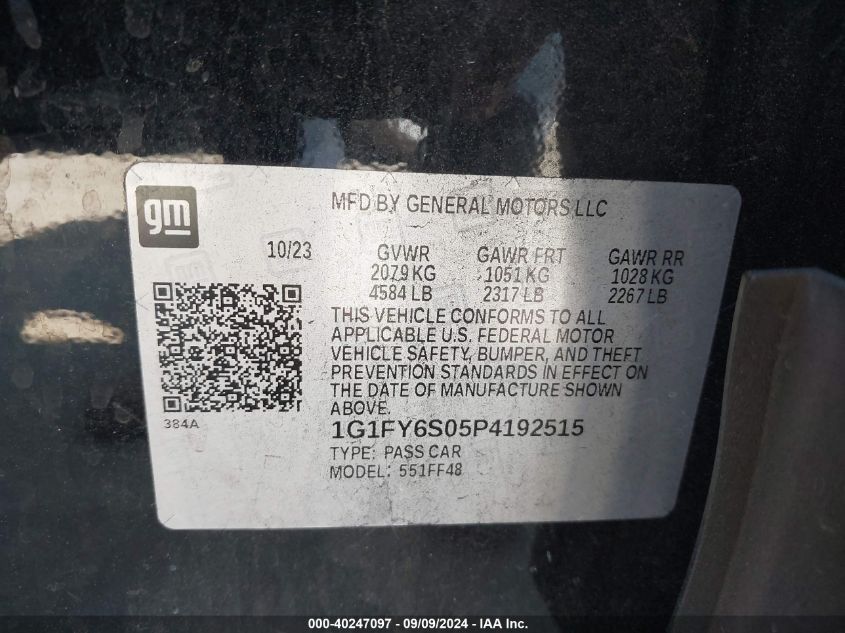 gm
MFD BY GENERAL MOTORS LLC
10/23 GVWR GAWR FRT GAWR RR
2079 KG 1051 KG 1028 KG
4584 LB 2317 LB 2267 LB
THIS VEHICLE CONFORMS TO ALL
APPLICABLE U.S. FEDERAL MOTOR
VEHICLE SAFETY, BUMPER, AND THEFT
PREVENTION STANDARDS IN EFFECT ON
THE DATE OF MANUFACTURE SHOWN
ABOVE.
384A
1G1FY6S05P4192515
TYPE: PASS CAR
MODEL: 551FF48
000-40247097 - 09/09/2024 - IAA Inc.